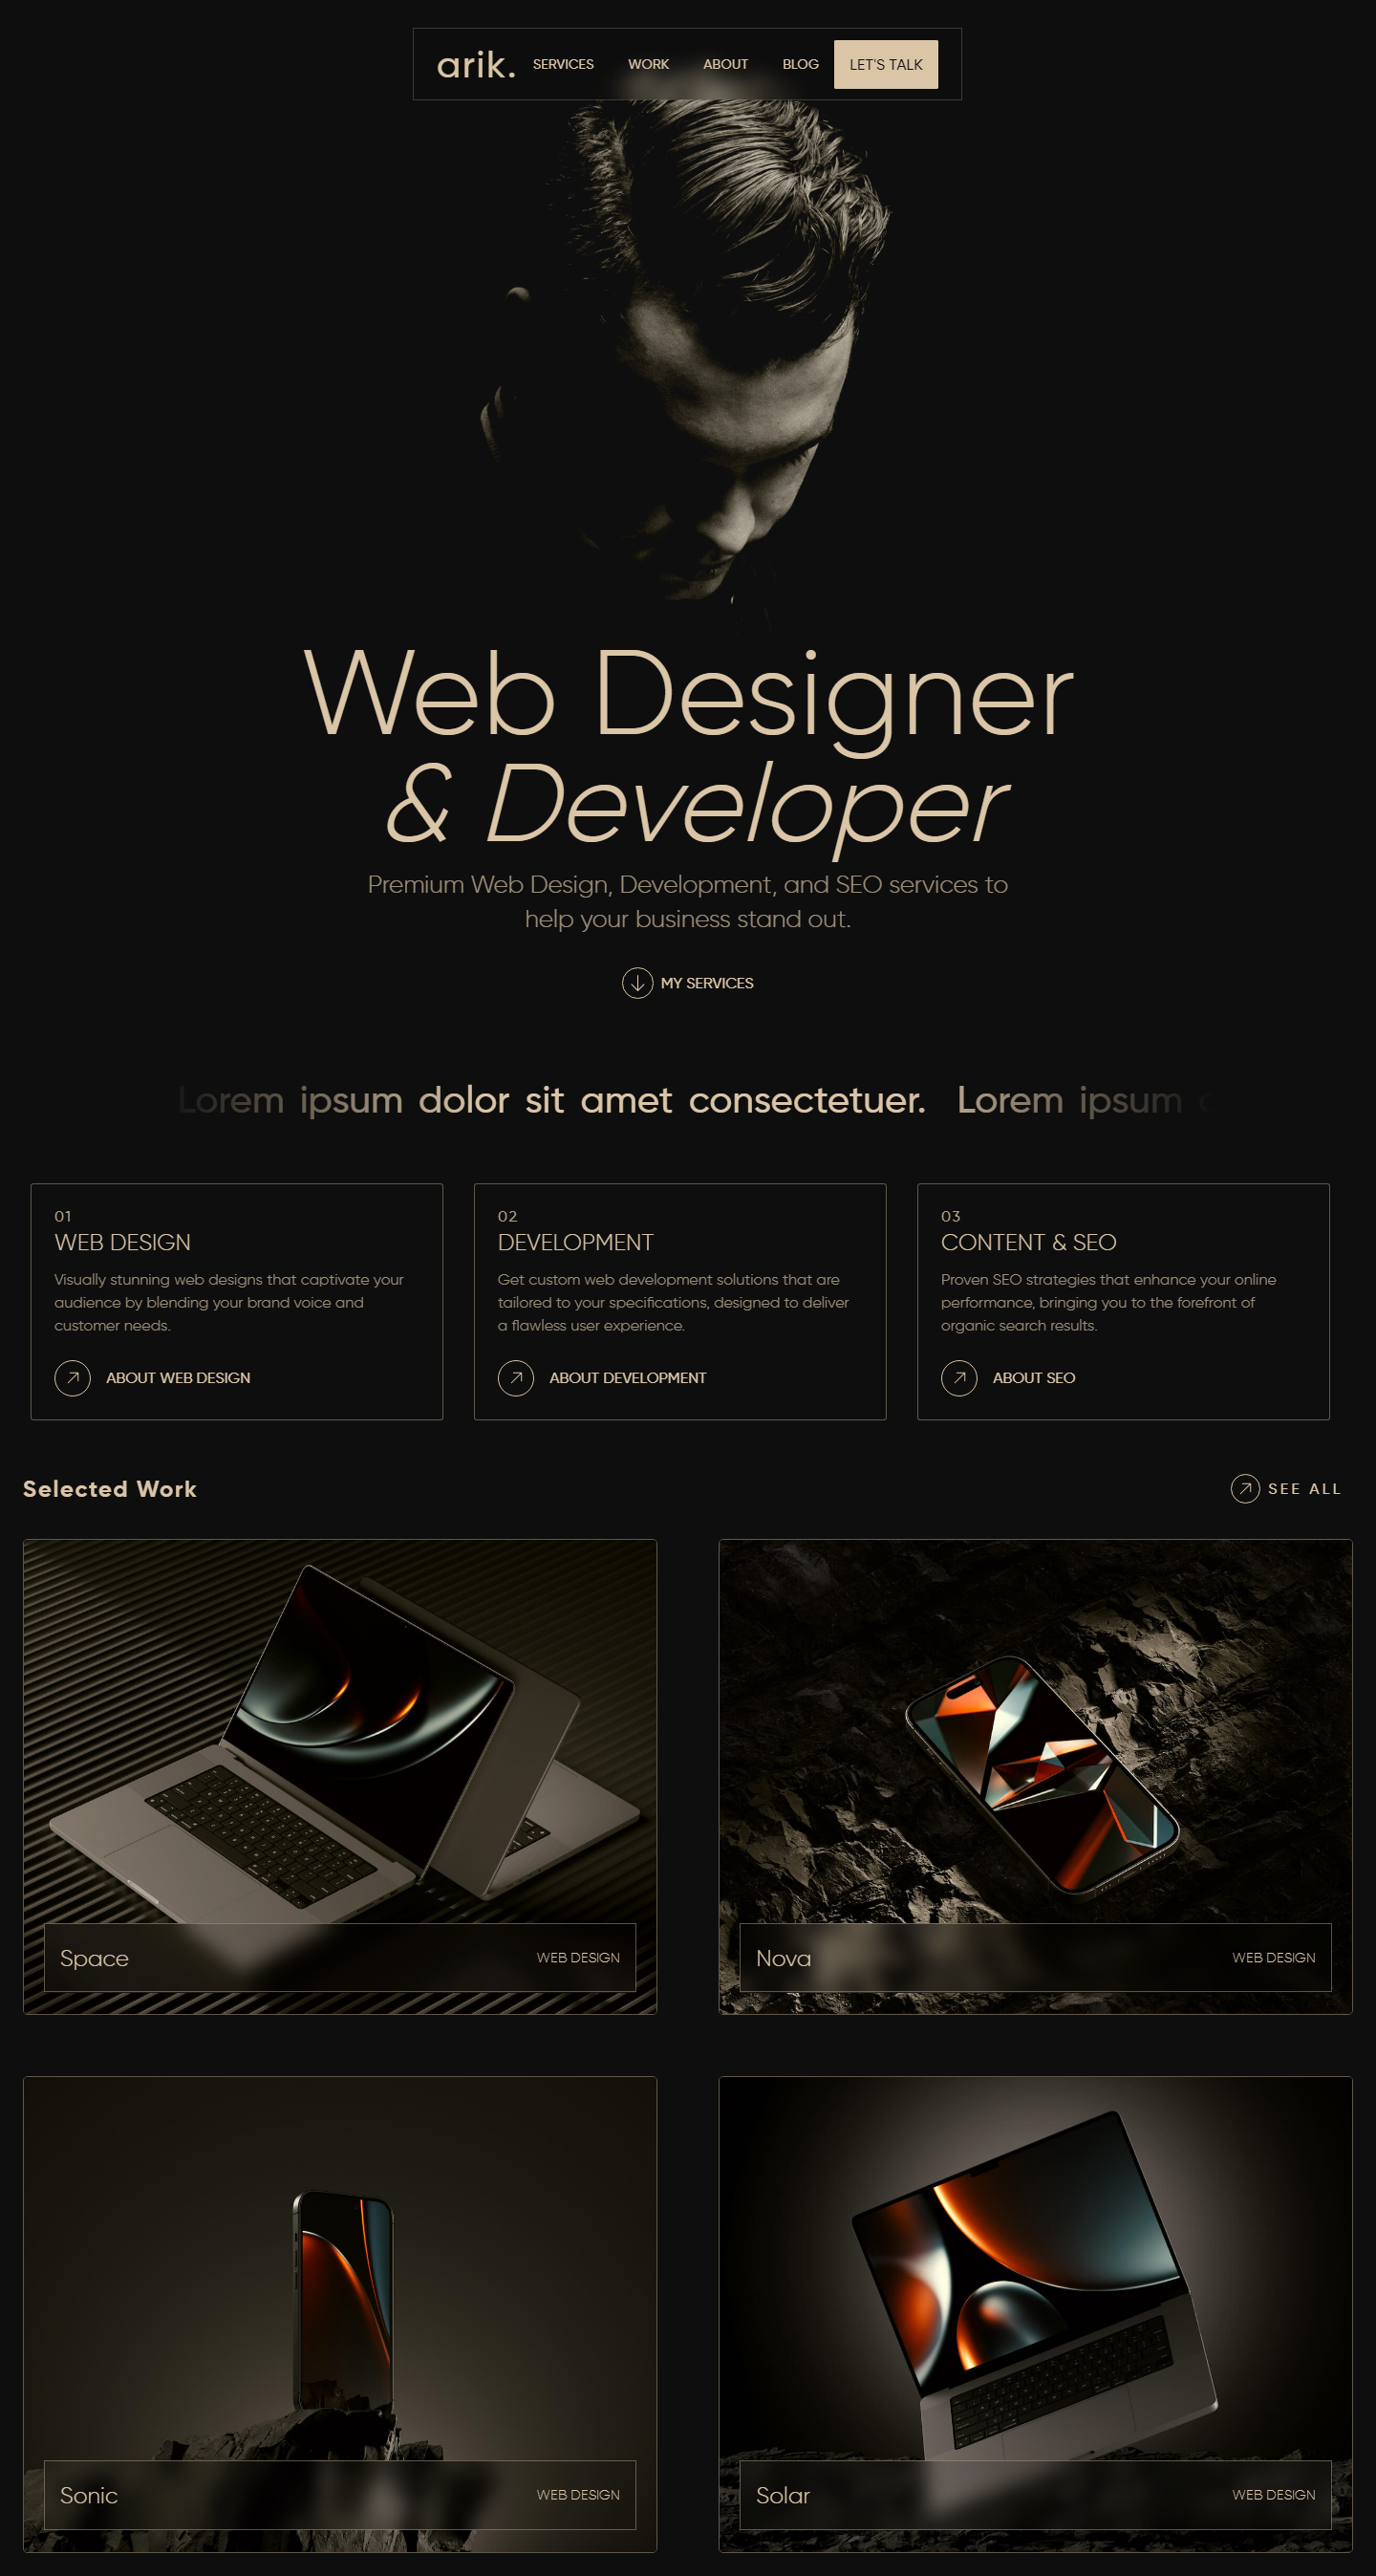 arik.
SERVICES
WORK
ABOUT
BLOG
LET'S TALK
Web Designer
& Developer
Premium Web Design, Development, and SEO services to
help your business stand out.
MY SERVICES
Lorem ipsum dolor sit amet consectetuer. Lorem ipsum
01
WEB DESIGN
Visually stunning web designs that captivate your
audience by blending your brand voice and
customer needs.
ABOUT WEB DESIGN
02
DEVELOPMENT
Get custom web development solutions that are
tailored to your specifications, designed to deliver
a flawless user experience.
ABOUT DEVELOPMENT
03
CONTENT & SEO
Proven SEO strategies that enhance your online
performance, bringing you to the forefront of
organic search results.
ABOUT SEO
Selected Work
SEE ALL
Space
WEB DESIGN
Nova
WEB DESIGN
Sonic
WEB DESIGN
Solar
WEB DESIGN